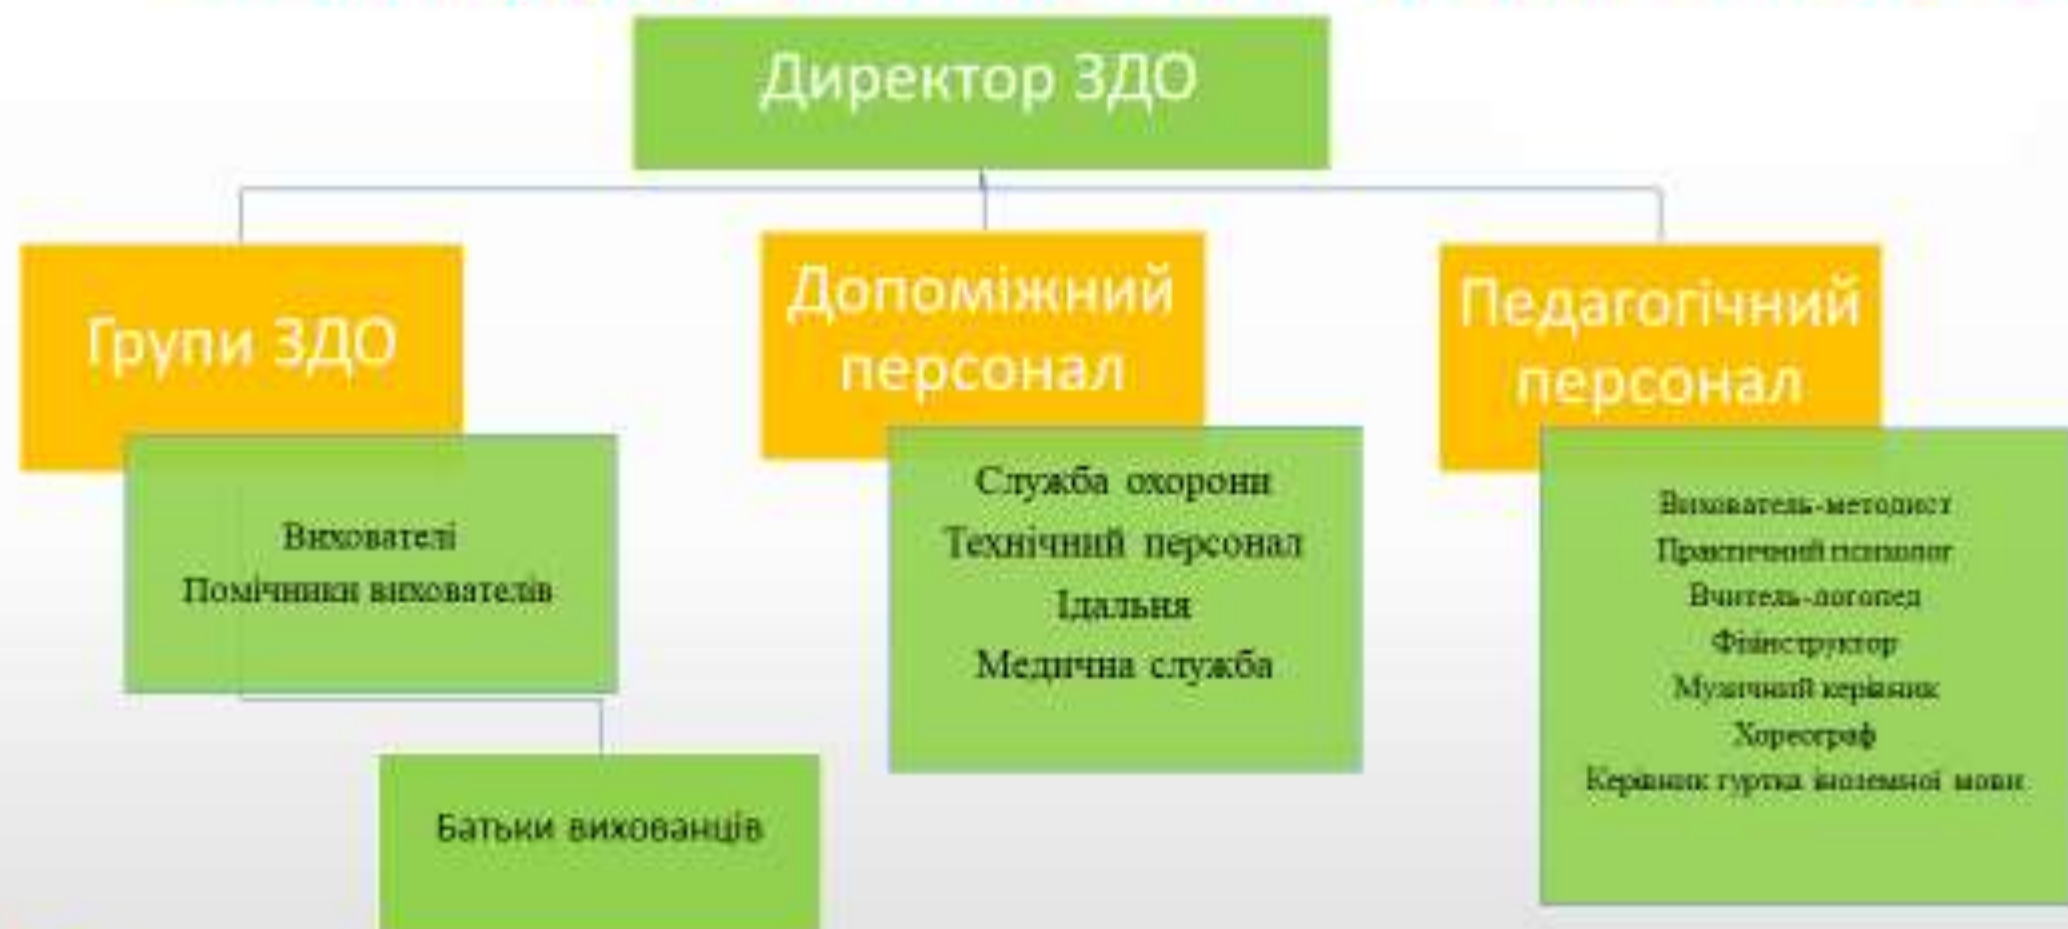 Директор ЗДО
Групи ЗДО
Вихователі
Помічники вихователів
Батьки вихованців
Допоміжний
персонал
Служба охорони
Технічний персонал
Їдальня
Медична служба
Педагогічний
персонал
Вихователь-методист
Практичний психолог
Вчитель-логопед
Фізінструктор
Музичний керівник
Хореограф
Керівник гуртка іноземної мови